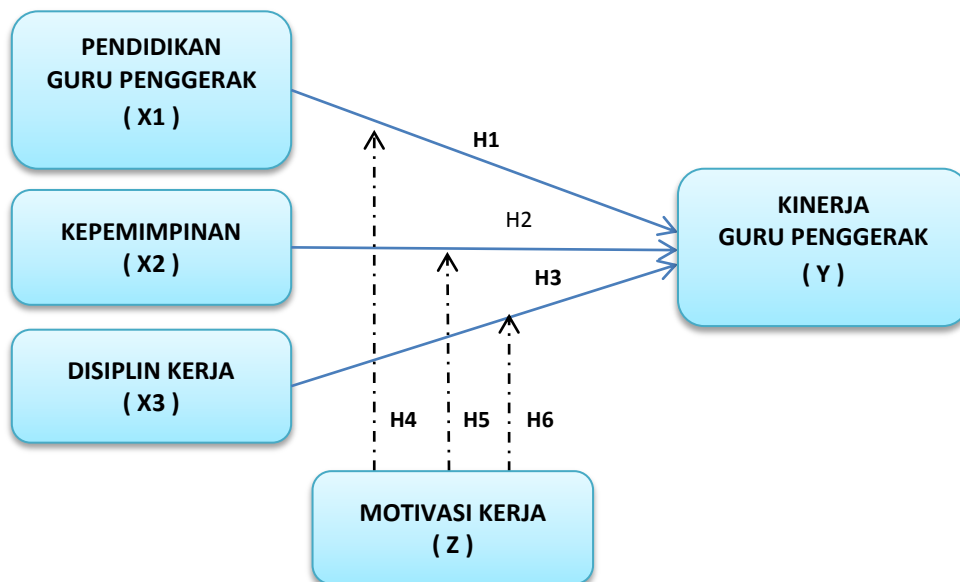 PENDIDIKAN
GURU PENGGERAK
( X1 )
H1
KEPEMIMPINAN
( X2 )
H2
KINERJA
GURU PENGGERAK
( Y )
H3
DISIPLIN KERJA
( X3 )
H4
H5
H6
MOTIVASI KERJA
( Z )